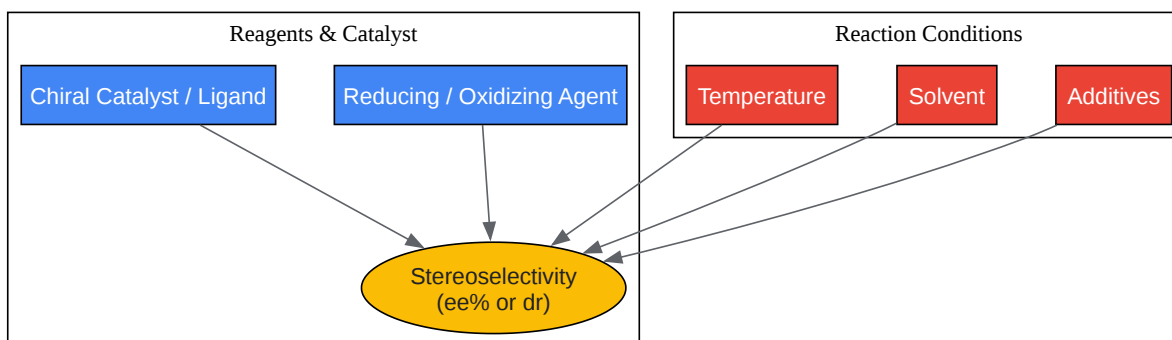 Reagents & Catalyst
Reaction Conditions
Chiral Catalyst / Ligand
Reducing / Oxidizing Agent
Temperature
Solvent
Additives
Stereoselectivity
(ee% or dr)